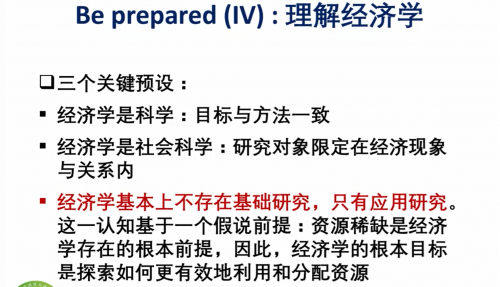 Be prepared (IV) : 理解经济学
❑三个关键预设：
▪ 经济学是科学：目标与方法一致
▪ 经济学是社会科学：研究对象限定在经济现象
与关系内
▪ 经济学基本上不存在基础研究，只有应用研究。
这一认知基于一个假说前提：资源稀缺是经济
学存在的根本前提，因此，经济学的根本目标
是探索如何更有效地利用和分配资源